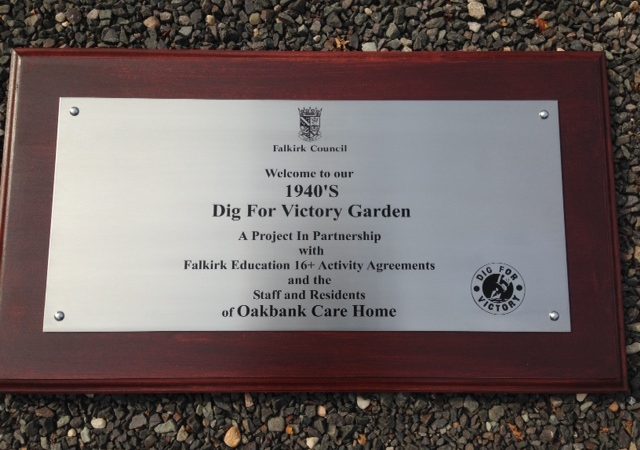 Falkirk Council
Welcome to our
1940'S
Dig For Victory Garden
A Project In Partnership
with
Falkirk Education 16+ Activity Agreements
and the
Staff and Residents
of Oakbank Care Home
DIG FOR
VICTORY